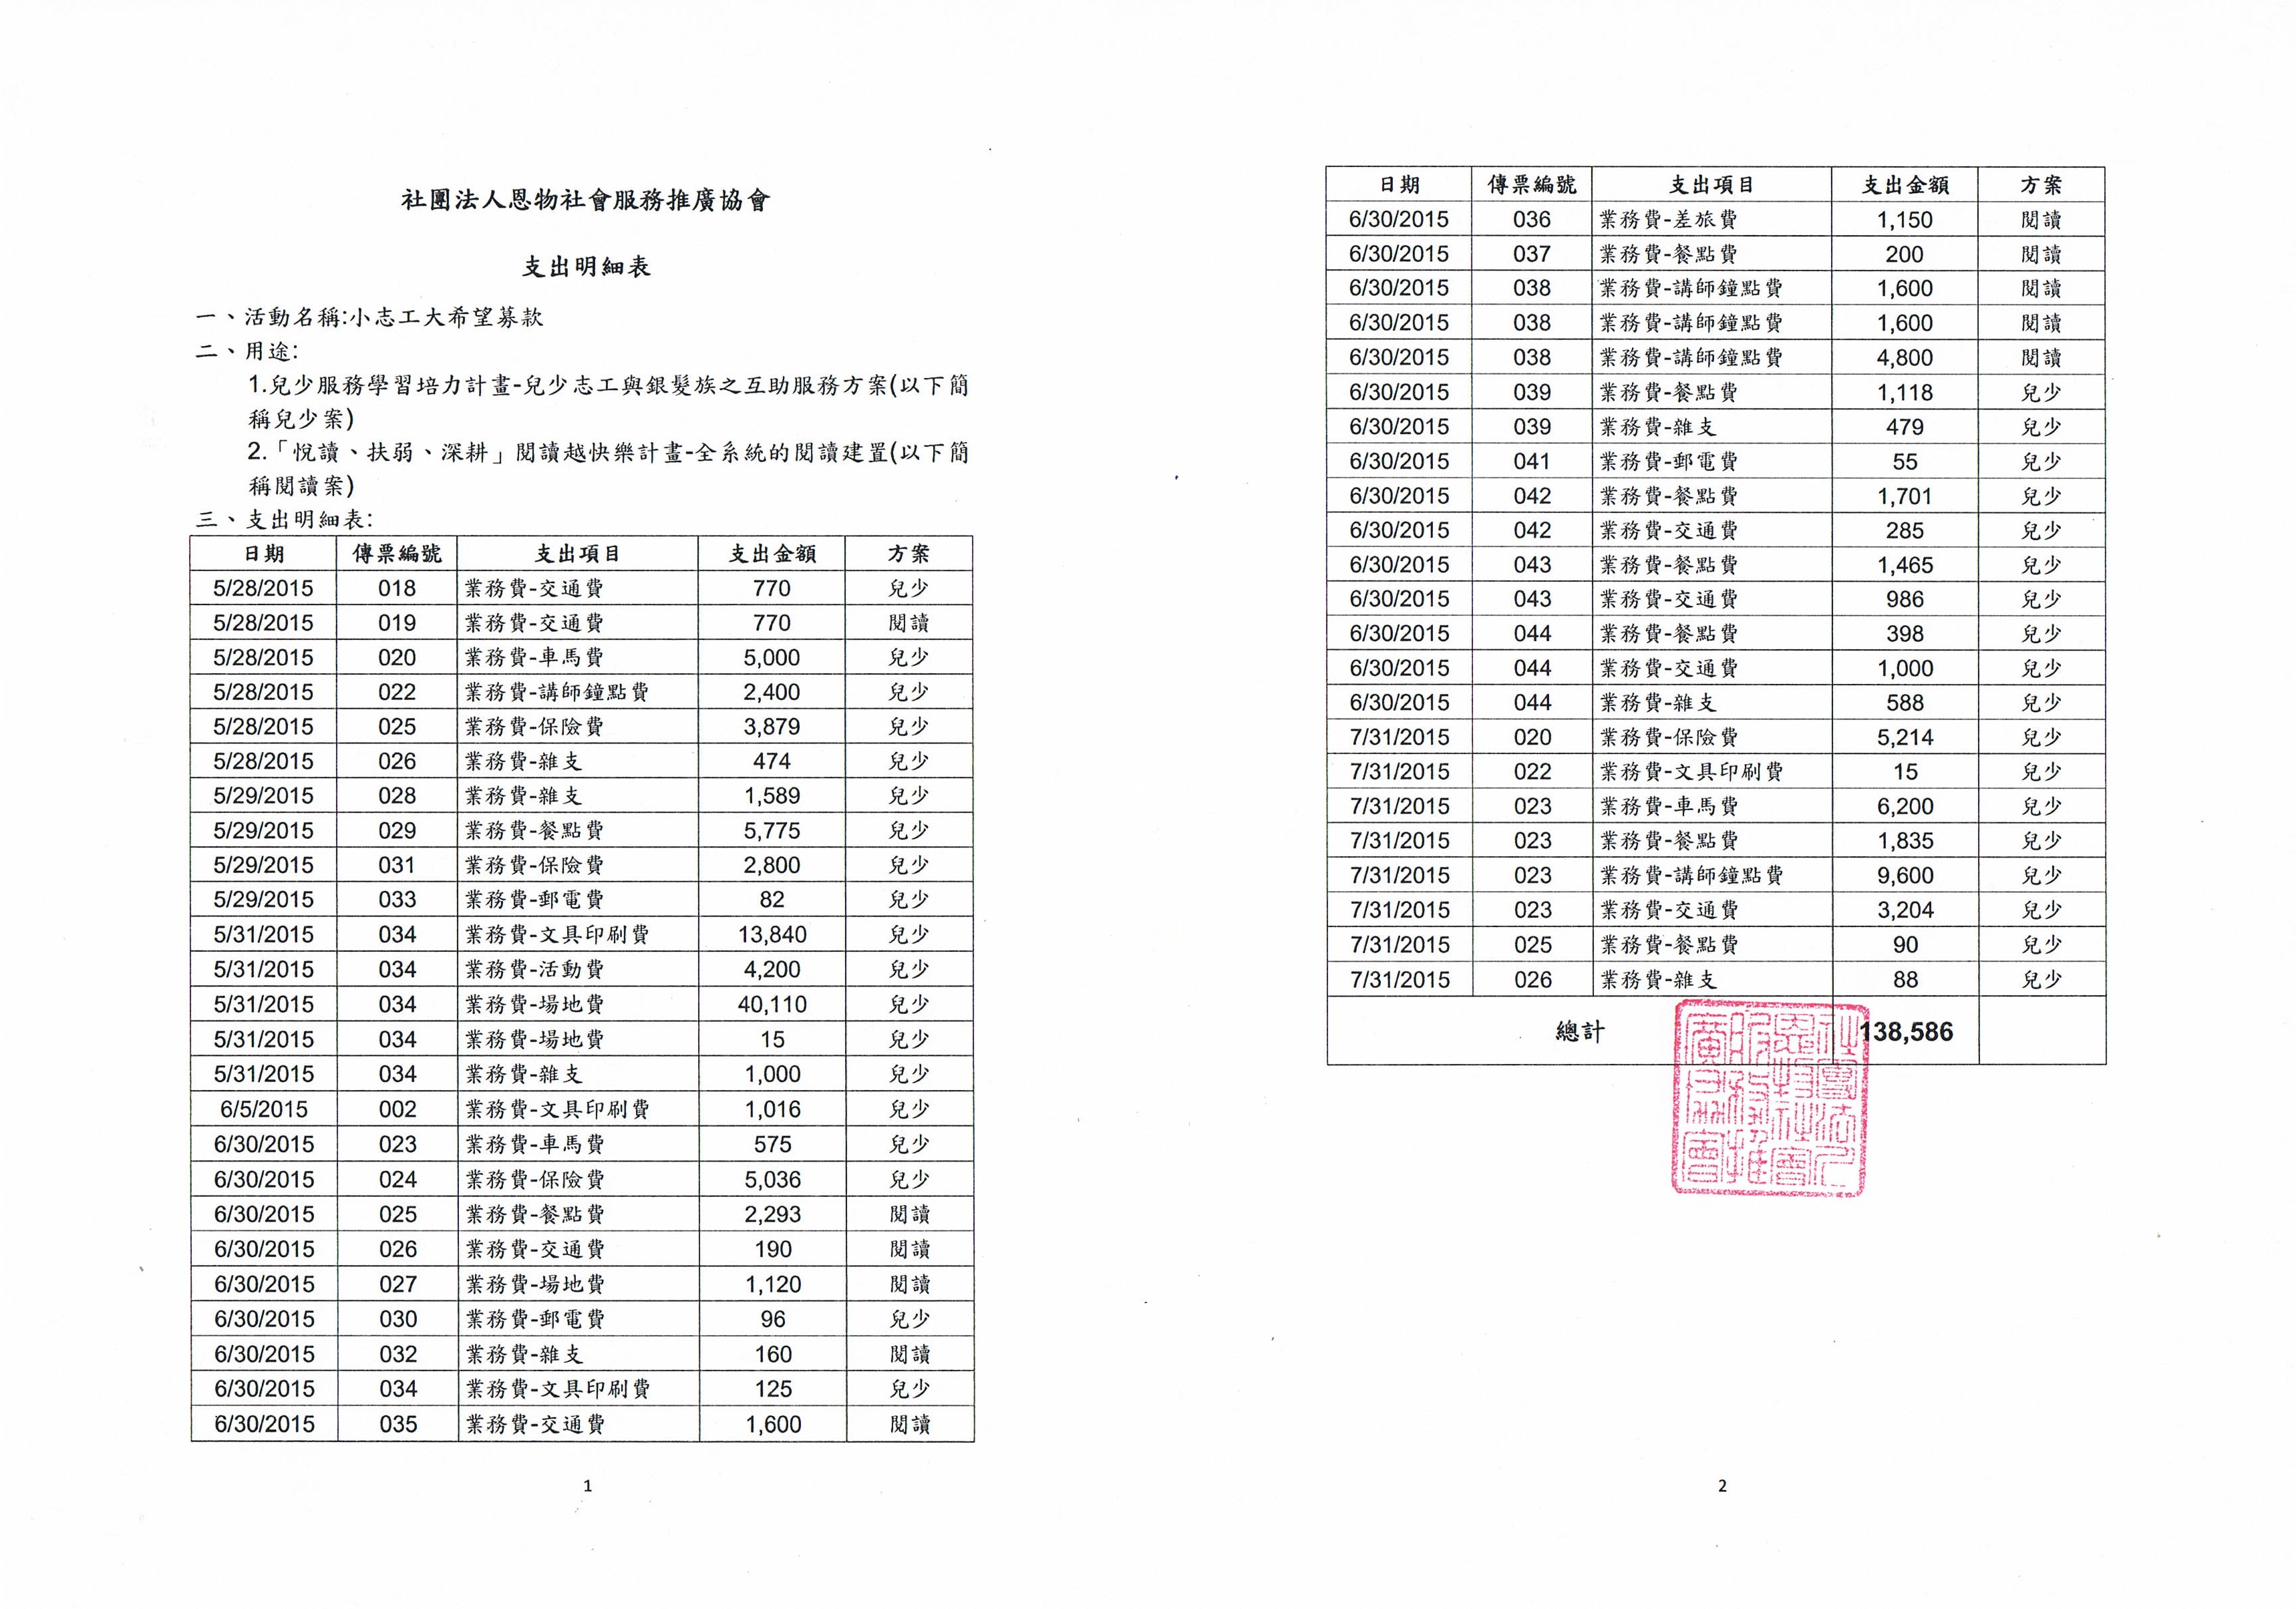 社團法人恩物社會服務推廣協會
支出明細表
一、活動名稱:小志工大希望募款
二、用途:
1.兒少服務學習培力計畫-兒少志工與銀髮族之互助服務方案(以下簡
稱兒少案)
2.「悅讀、扶弱、深耕」閱讀越快樂計畫-全系統的閱讀建置(以下簡
稱閱讀案)
三、支出明細表:
日期 傳票編號 支出項目 支出金額 方案
5/28/2015 018 業務費-交通費 770 兒少
5/28/2015 019 業務費-交通費 770 閱讀
5/28/2015 020 業務費-車馬費 5,000 兒少
5/28/2015 022 業務費-講師鐘點費 2,400 兒少
5/28/2015 025 業務費-保險費 3,879 兒少
5/28/2015 026 業務費-雜支 474 兒少
5/29/2015 028 業務費-雜支 1,589 兒少
5/29/2015 029 業務費-餐點費 5,775 兒少
5/29/2015 031 業務費-保險費 2,800 兒少
5/29/2015 033 業務費-郵電費 82 兒少
5/31/2015 034 業務費-文具印刷費 13,840 兒少
5/31/2015 034 業務費-活動費 4,200 兒少
5/31/2015 034 業務費-場地費 40,110 兒少
5/31/2015 034 業務費-場地費 15 兒少
5/31/2015 034 業務費-雜支 1,000 兒少
6/5/2015 002 業務費-文具印刷費 1,016 兒少
6/30/2015 023 業務費-車馬費 575 兒少
6/30/2015 024 業務費-保險費 5,036 兒少
6/30/2015 025 業務費-餐點費 2,293 閱讀
6/30/2015 026 業務費-交通費 190 閱讀
6/30/2015 027 業務費-場地費 1,120 閱讀
6/30/2015 030 業務費-郵電費 96 兒少
6/30/2015 032 業務費-雜支 160 閱讀
6/30/2015 034 業務費-文具印刷費 125 兒少
6/30/2015 035 業務費-交通費 1,600 閱讀
1
日期 傳票編號 支出項目 支出金額 方案
6/30/2015 036 業務費-差旅費 1,150 閱讀
6/30/2015 037 業務費-餐點費 200 閱讀
6/30/2015 038 業務費-講師鐘點費 1,600 閱讀
6/30/2015 038 業務費-講師鐘點費 1,600 閱讀
6/30/2015 038 業務費-講師鐘點費 4,800 閱讀
6/30/2015 039 業務費-餐點費 1,118 兒少
6/30/2015 039 業務費-雜支 479 兒少
6/30/2015 041 業務費-郵電費 55 兒少
6/30/2015 042 業務費-餐點費 1,701 兒少
6/30/2015 042 業務費-交通費 285 兒少
6/30/2015 043 業務費-餐點費 1,465 兒少
6/30/2015 043 業務費-交通費 986 兒少
6/30/2015 044 業務費-餐點費 398 兒少
6/30/2015 044 業務費-交通費 1,000 兒少
6/30/2015 044 業務費-雜支 588 兒少
7/31/2015 020 業務費-保險費 5,214 兒少
7/31/2015 022 業務費-文具印刷費 15 兒少
7/31/2015 023 業務費-車馬費 6,200 兒少
7/31/2015 023 業務費-餐點費 1,835 兒少
7/31/2015 023 業務費-講師鐘點費 9,600 兒少
7/31/2015 023 業務費-交通費 3,204 兒少
7/31/2015 025 業務費-餐點費 90 兒少
7/31/2015 026 業務費-雜支 88 兒少
總計 138,586
社團法人
恩物社會
服務推
廣協會
2